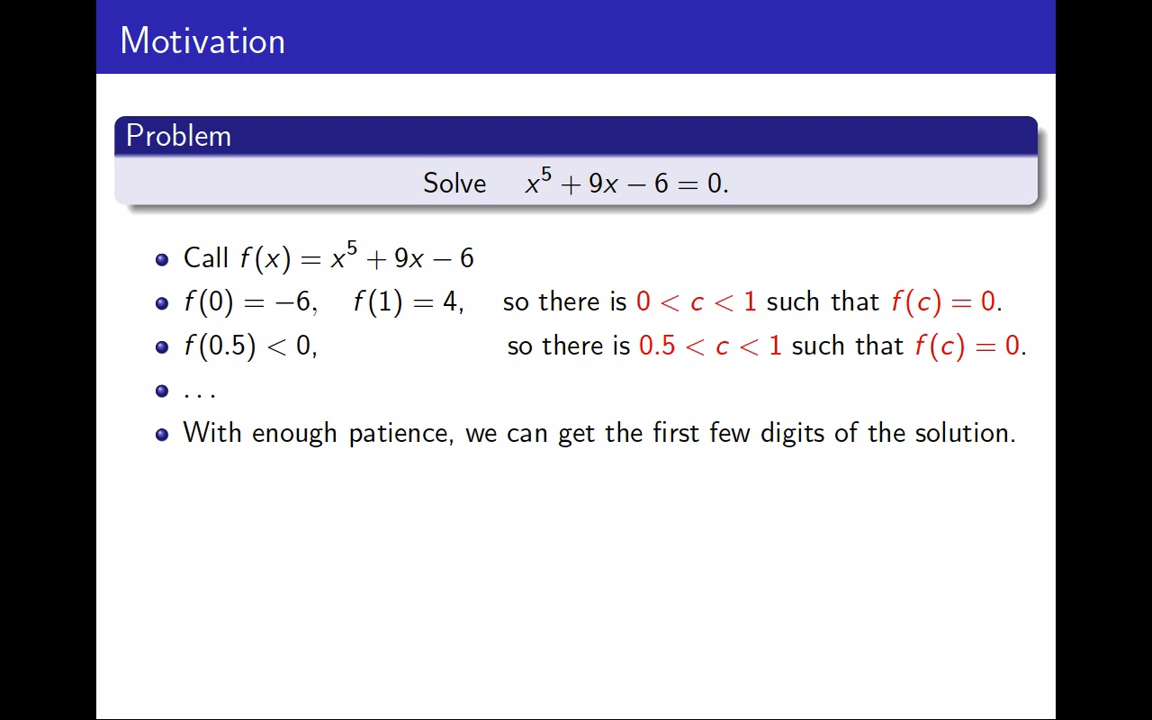 Motivation
Problem
Solve x⁵ + 9x − 6 = 0.
Call f(x) = x⁵ + 9x − 6
f(0) = −6, f(1) = 4, so there is 0 < c < 1 such that f(c) = 0.
f(0.5) < 0, so there is 0.5 < c < 1 such that f(c) = 0.
...
With enough patience, we can get the first few digits of the solution.